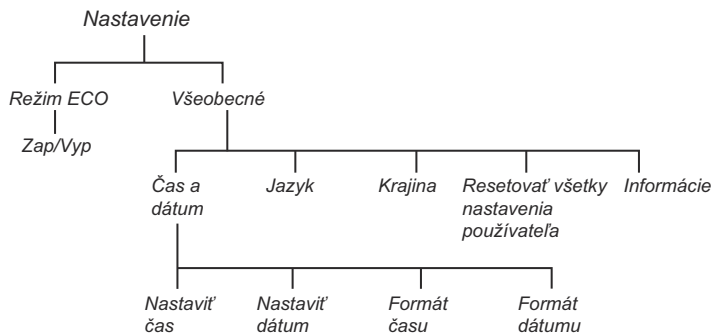 Nastavenie
Režim ECO
Všeobecné
Zap/Vyp
Čas a
dátum
Jazyk
Krajina
Resetovať všetky
nastavenia
používateľa
Informácie
Nastaviť
čas
Nastaviť
dátum
Formát
času
Formát
dátumu